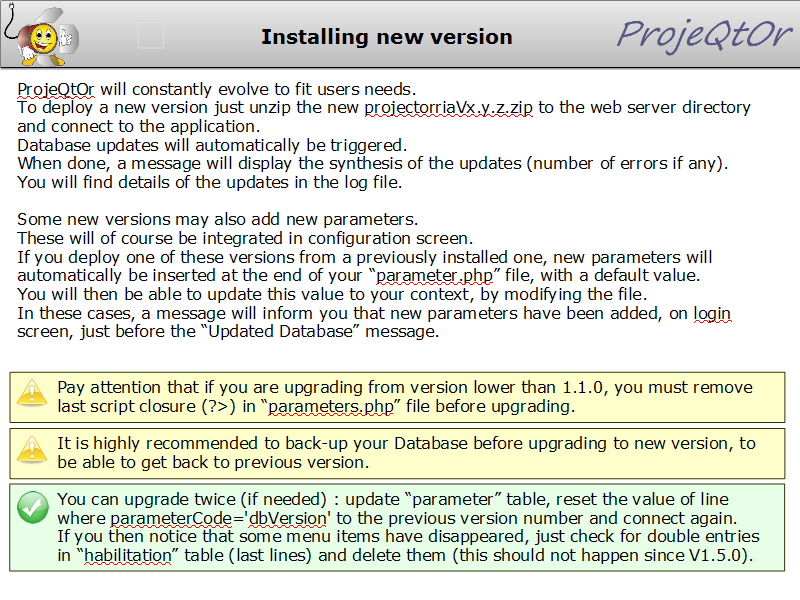 Installing new version
ProjeQtOr
ProjeQtOr will constantly evolve to fit users needs.
To deploy a new version just unzip the new projectorriaVx.y.z.zip to the web server directory
and connect to the application.
Database updates will automatically be triggered.
When done, a message will display the synthesis of the updates (number of errors if any).
You will find details of the updates in the log file.
Some new versions may also add new parameters.
These will of course be integrated in configuration screen.
If you deploy one of these versions from a previously installed one, new parameters will
automatically be inserted at the end of your “parameter.php” file, with a default value.
You will then be able to update this value to your context, by modifying the file.
In these cases, a message will inform you that new parameters have been added, on login
screen, just before the “Updated Database” message.
Pay attention that if you are upgrading from version lower than 1.1.0, you must remove
last script closure (?>) in “parameters.php” file before upgrading.
It is highly recommended to back-up your Database before upgrading to new version, to
be able to get back to previous version.
You can upgrade twice (if needed) : update “parameter” table, reset the value of line
where parameterCode='dbVersion' to the previous version number and connect again.
If you then notice that some menu items have disappeared, just check for double entries
in “habilitation” table (last lines) and delete them (this should not happen since V1.5.0).